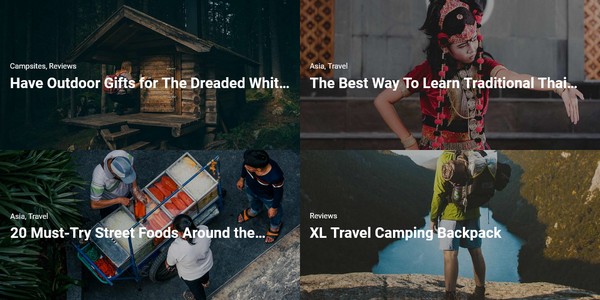 Campsites, Reviews
Have Outdoor Gifts for The Dreaded Whit...
Asia, Travel
The Best Way To Learn Traditional Thai...
Asia, Travel
20 Must-Try Street Foods Around the...
Reviews
XL Travel Camping Backpack